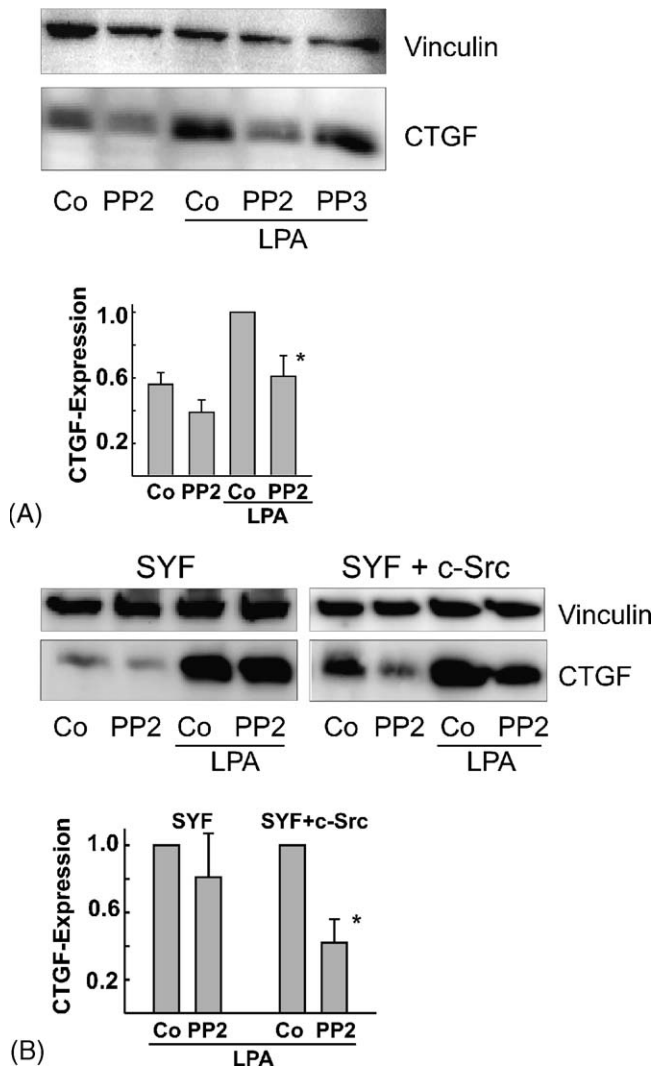 Vinculin
CTGF
Co PP2 Co PP2 PP3
LPA
CTGF-Expression
1.0
0.6
0.2
Co PP2 Co PP2
LPA
(A)
*
SYF SYF + c-Src
Vinculin
CTGF
Co PP2 Co PP2 Co PP2 Co PP2
LPA LPA
CTGF-Expression
SYF SYF+c-Src
1.0
0.6
0.2
*
Co PP2 Co PP2
LPA
(B)